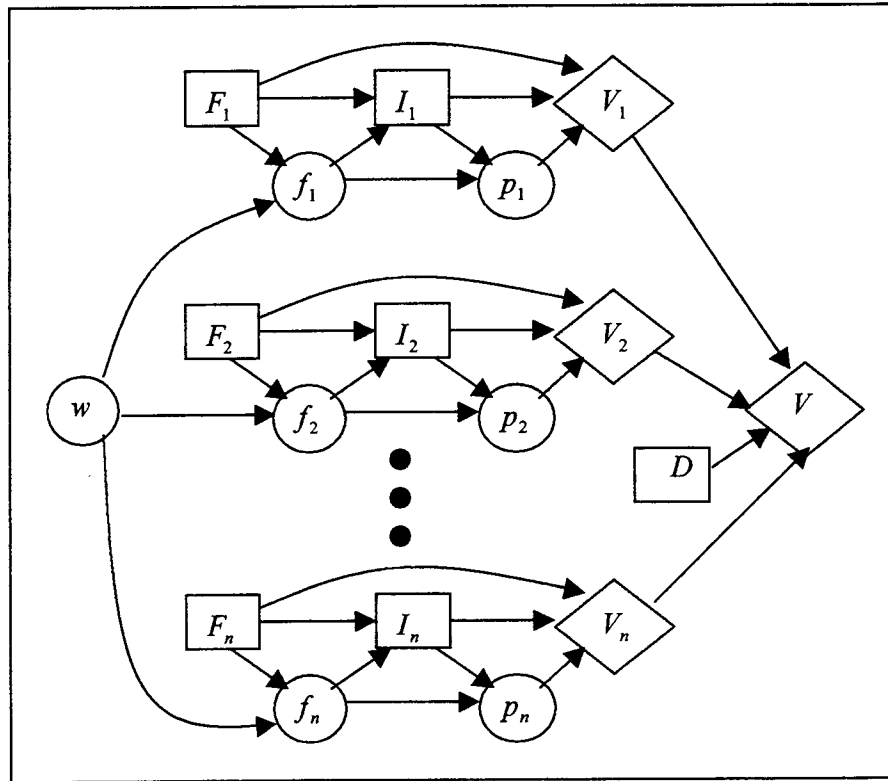 F₁ I₁ V₁
f₁ p₁
F₂ I₂ V₂
w f₂ p₂ V
D
Fₙ Iₙ Vₙ
fₙ pₙ